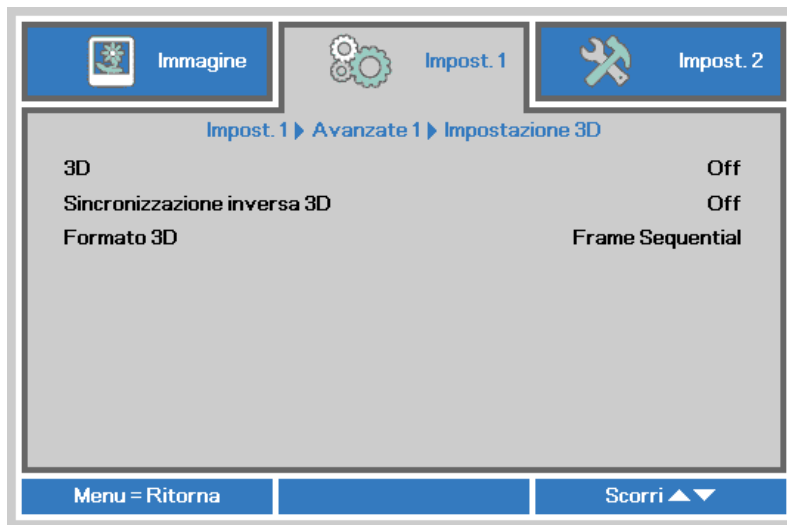 Immagine
Impost. 1
Impost. 2
Impost. 1 ▶ Avanzate 1 ▶ Impostazione 3D
3D Off
Sincronizzazione inversa 3D Off
Formato 3D Frame Sequential
Menu = Ritorna
Scorri ▲▼